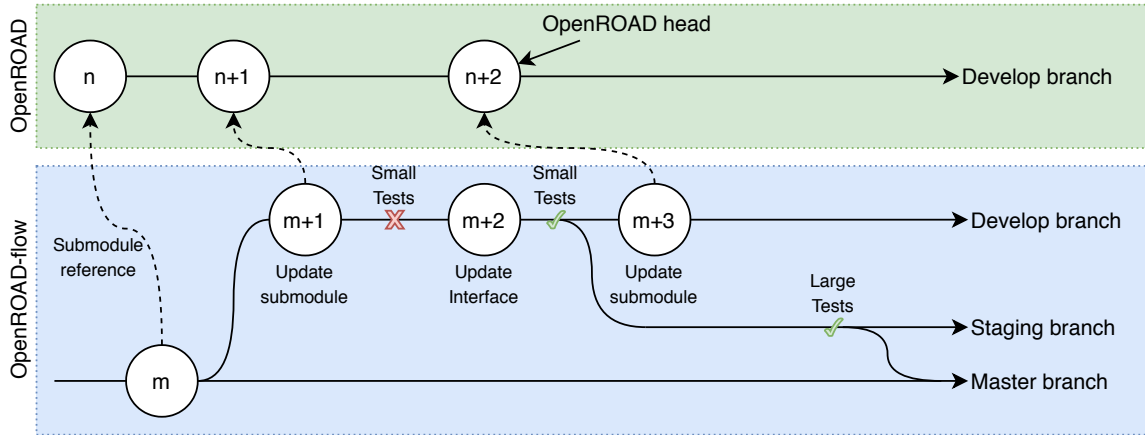 OpenROAD head
OpenROAD
n
n+1
n+2
Develop branch
OpenROAD-flow
Small
Tests
Small
Tests
m+1
m+2
m+3
Develop branch
Submodule
reference
Update
submodule
Update
Interface
Update
submodule
Large
Tests
Staging branch
m
Master branch